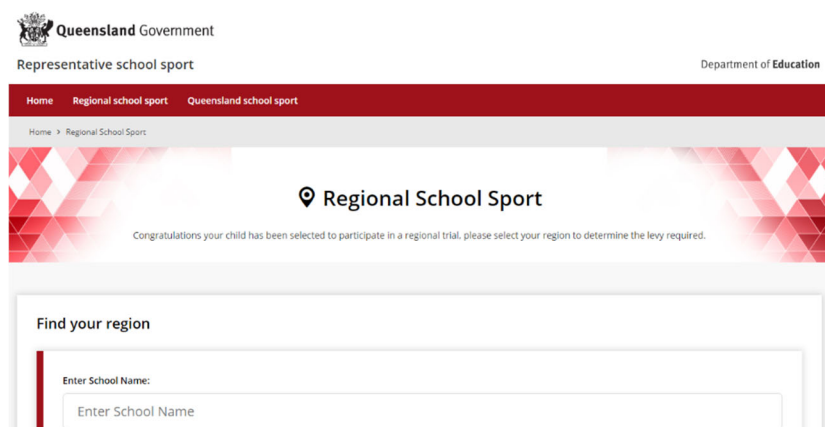 Queensland Government
Representative school sport
Department of Education
Home Regional school sport Queensland school sport
Home > Regional School Sport
Regional School Sport
Congratulations your child has been selected to participate in a regional trial, please select your region to determine the levy required.
Find your region
Enter School Name:
Enter School Name